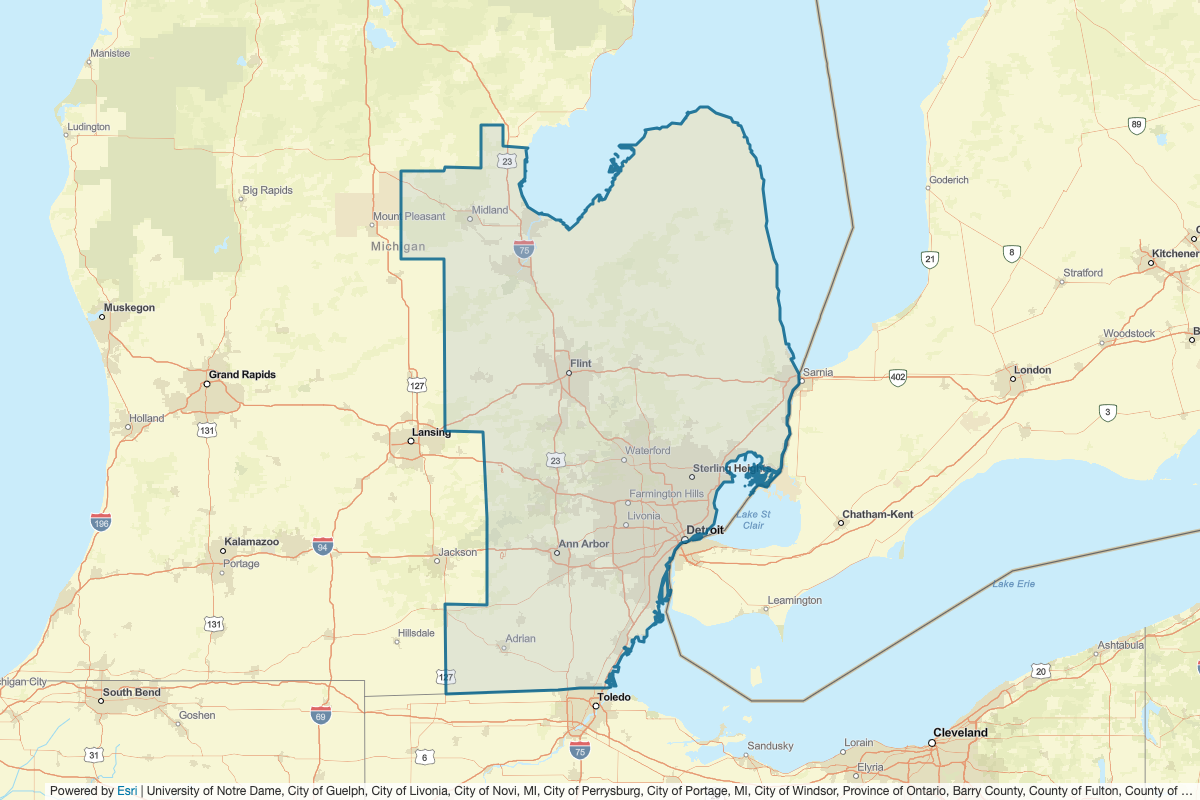 Manistee
Ludington
89
23
Goderich
Big Rapids
Midland
Mount Pleasant
Michigan
75
21
8
Kitchener
Stratford
Muskegon
Woodstock
Flint
Sarnia
London
Grand Rapids
127
402
Holland
131
Lansing
3
Waterford
23
Sterling Heights
Farmington Hills
Lake St
Clair
Chatham-Kent
196
Livonia
Detroit
Kalamazoo
94
Jackson
Ann Arbor
Portage
Lake Erie
Leamington
131
Hillsdale
Adrian
Ashtabula
127
20
higan City
South Bend
Toledo
69
Goshen
Cleveland
Sandusky
Lorain
31
6
75
Elyria
Powered by Esri | University of Notre Dame, City of Guelph, City of Livonia, City of Novi, MI, City of Perrysburg, City of Portage, MI, City of Windsor, Province of Ontario, Barry County, County of Fulton, County of ...